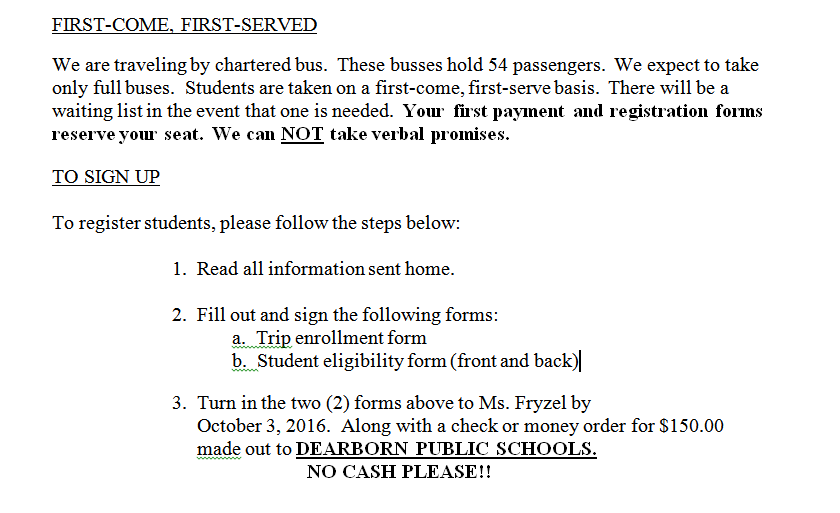 FIRST-COME, FIRST-SERVED
We are traveling by chartered bus.  These busses hold 54 passengers.  We expect to take
only full buses.  Students are taken on a first-come, first-serve basis.  There will be a
waiting list in the event that one is needed.  Your first payment and registration forms
reserve your seat.  We can NOT take verbal promises.
TO SIGN UP
To register students, please follow the steps below:
1.  Read all information sent home.
2.  Fill out and sign the following forms:
a.  Trip enrollment form
b.  Student eligibility form (front and back)
3.  Turn in the two (2) forms above to Ms. Fryzel by
October 3, 2016.  Along with a check or money order for $150.00
made out to DEARBORN PUBLIC SCHOOLS.
NO CASH PLEASE!!